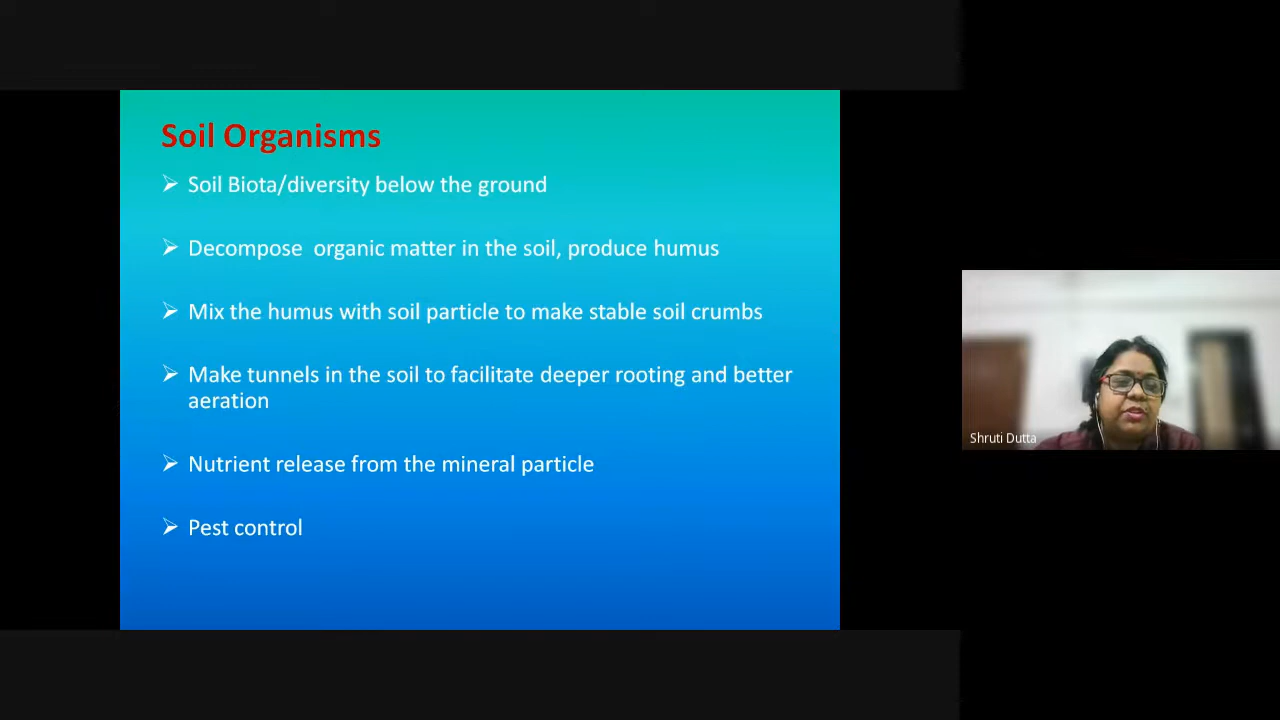 Soil Organisms
➢ Soil Biota/diversity below the ground
➢ Decompose  organic matter in the soil, produce humus
➢ Mix the humus with soil particle to make stable soil crumbs
➢ Make tunnels in the soil to facilitate deeper rooting and better
aeration
➢ Nutrient release from the mineral particle
➢ Pest control
Shruti Dutta